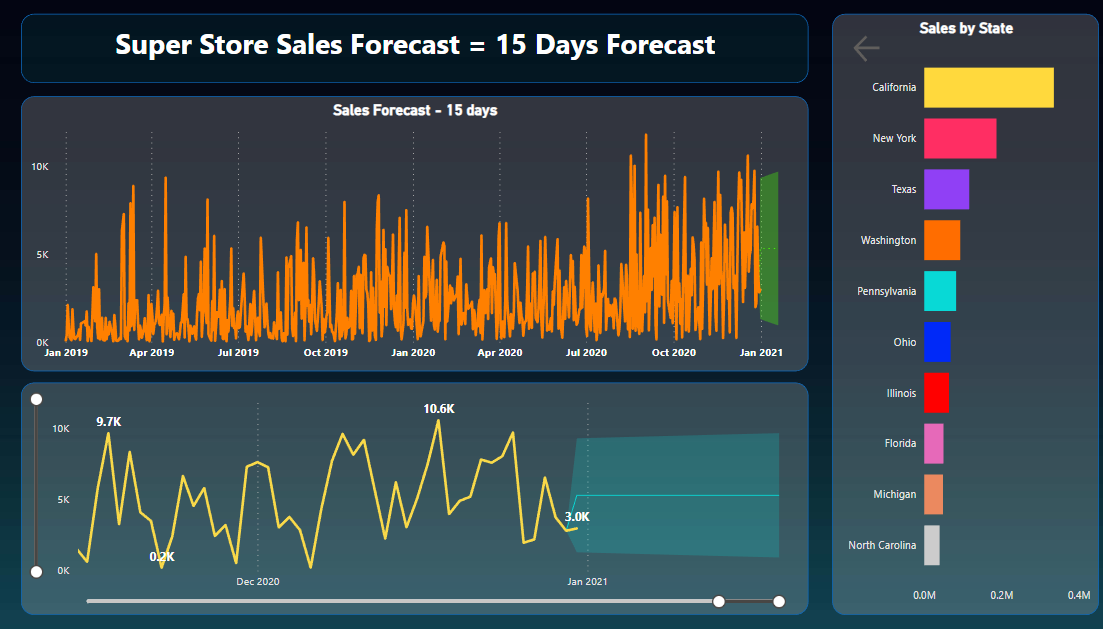 Super Store Sales Forecast = 15 Days Forecast
Sales Forecast - 15 days
10K
5K
0K
Jan 2019 Apr 2019 Jul 2019 Oct 2019 Jan 2020 Apr 2020 Jul 2020 Oct 2020 Jan 2021
9.7K
10.6K
10K
5K
3.0K
0.2K
0K
Dec 2020 Jan 2021
Sales by State
California
New York
Texas
Washington
Pennsylvania
Ohio
Illinois
Florida
Michigan
North Carolina
0.0M 0.2M 0.4M